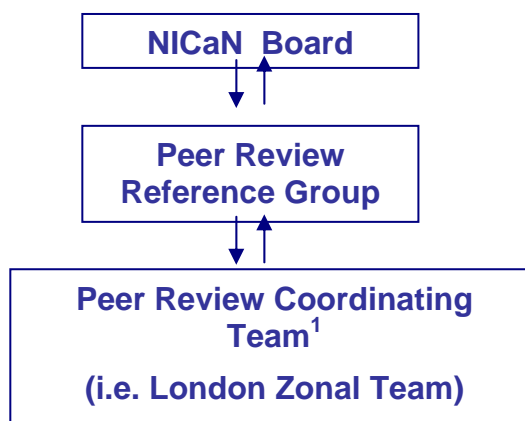 NICaN Board
Peer Review
Reference Group
Peer Review Coordinating
Team¹
(i.e. London Zonal Team)